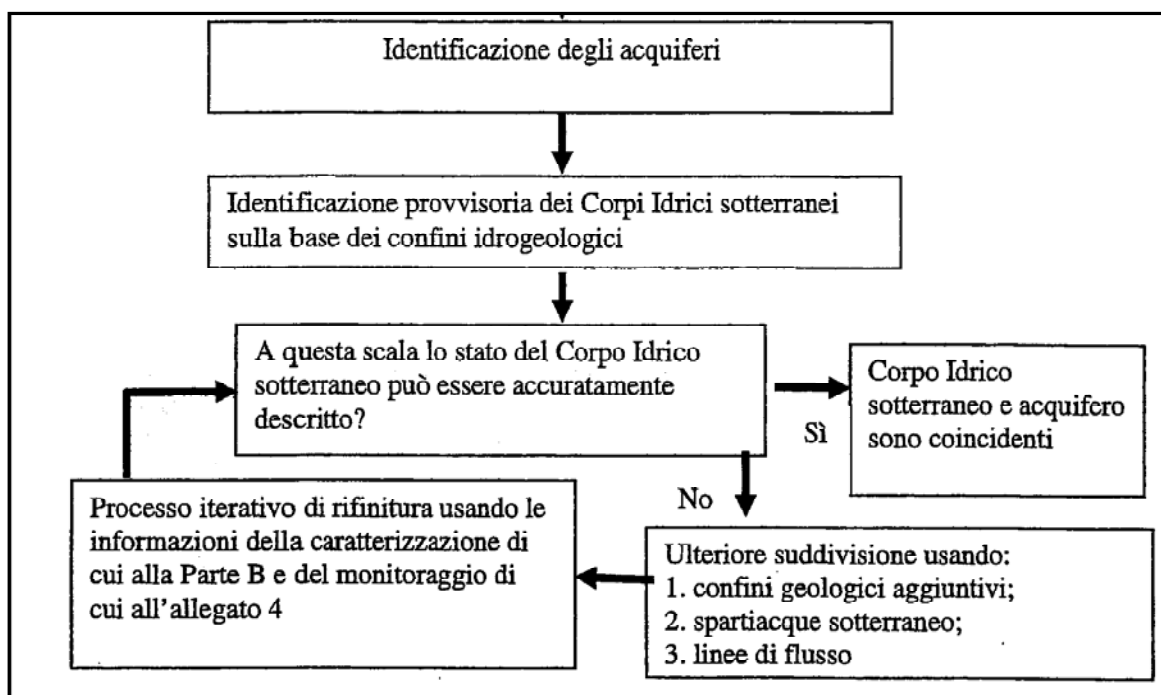 Identificazione degli acquiferi
Identificazione provvisoria dei Corpi Idrici sotterranei
sulla base dei confini idrogeologici
A questa scala lo stato del Corpo Idrico
sotterraneo può essere accuratamente
descritto?
Sì
Corpo Idrico
sotterraneo e acquifero
sono coincidenti
No
Ulteriore suddivisione usando:
1. confini geologici aggiuntivi;
2. spartiacque sotterraneo;
3. linee di flusso
Processo iterativo di rifinitura usando le
informazioni della caratterizzazione di
cui alla Parte B e del monitoraggio di
cui all'allegato 4